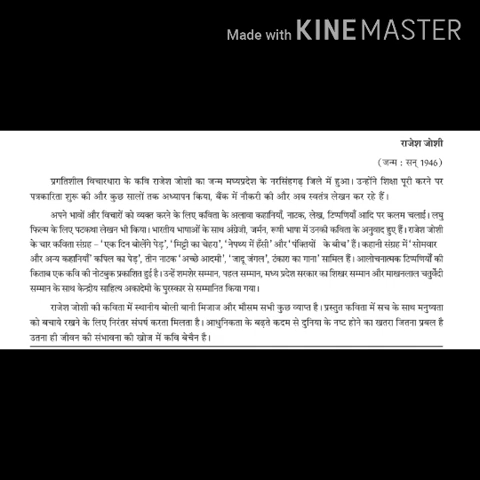 Made with KINEMASTER
राजेश जोशी
(जन्म : सन् 1946)
प्रगतिशील विचारधारा के कवि राजेश जोशी का जन्म मध्यप्रदेश के नरसिंहगढ़ जिले में हुआ। उन्होंने शिक्षा पूरी करने पर
पत्रकारिता शुरू की और कुछ सालों तक अध्यापन किया, बैंक में नौकरी की और अब स्वतंत्र लेखन कर रहे हैं।
अपने भावों और विचारों को व्यक्त करने के लिए कविता के अलावा कहानियाँ, नाटक, लेख, टिप्पणियाँ आदि पर कलम चलाई। लघु
फिल्म के लिए पटकथा लेखन भी किया। भारतीय भाषाओं के साथ अंग्रेजी, जर्मन, रूपी भाषा में उनकी कविता के अनुवाद हुए हैं। राजेश जोशी
के चार कविता संग्रह – 'एक दिन बोलेंगे पेड़', 'मिट्टी का चेहरा', 'नेपथ्य में हँसी' और 'पंक्तियों के बीच' हैं। कहानी संग्रह में 'सोमवार
और अन्य कहानियाँ' 'कपिल का पेड़', तीन नाटक 'अच्छे आदमी', 'जादू जंगल', टंकारा का गाना' सामिल हैं। आलोचनात्मक टिप्पणियों की
किताब एक कवि की नोटबुक प्रकाशित हुई है। उन्हें शमशेर सम्मान, पहल सम्मान, मध्य प्रदेश सरकार का शिखर सम्मान और माखनलाल चतुर्वेदी
सम्मान के साथ केन्द्रीय साहित्य अकादेमी के पुरस्कार से सम्मानित किया गया।
राजेश जोशी की कविता में स्थानीय बोली बानी मिजाज और मौसम सभी कुछ व्याप्त है। प्रस्तुत कविता में सच के साथ मनुष्यता
को बचाये रखने के लिए निरंतर संघर्ष करता मिलता है। आधुनिकता के बढ़ते कदम से दुनिया के नष्ट होने का खतरा जितना प्रबल है
उतना ही जीवन की संभावना की खोज में कवि बेचैन है।